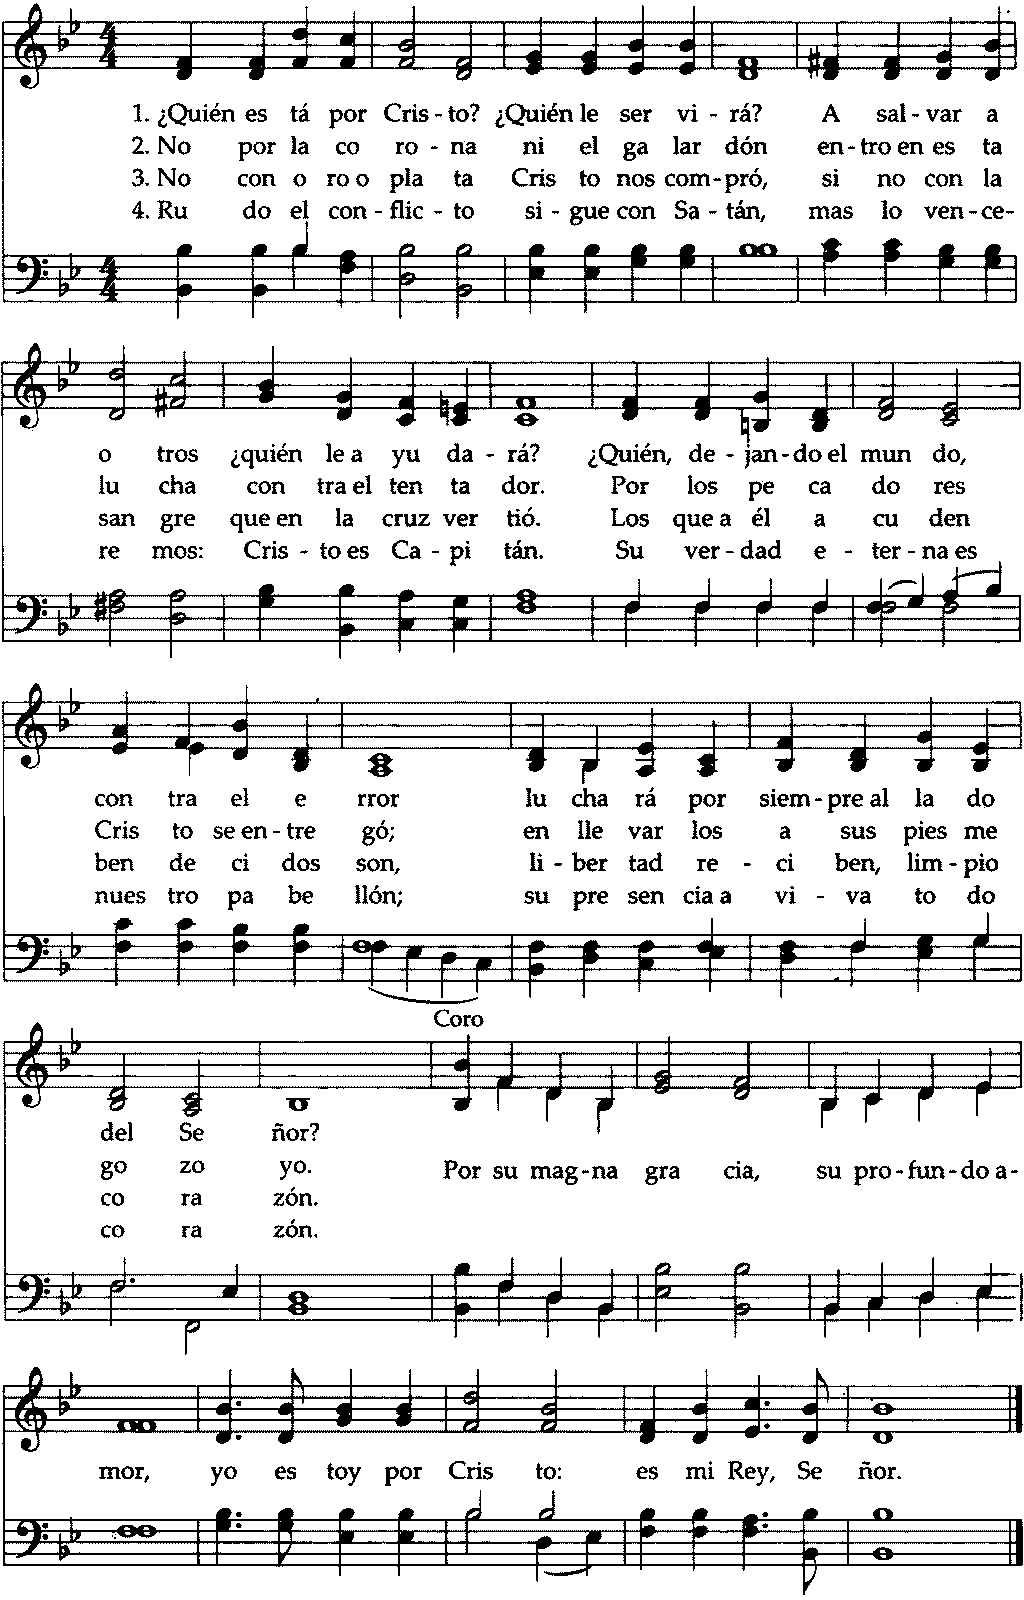 1. ¿Quién es tá por Cris - to? ¿Quién le ser vi - rá? A sal - var a
2. No por la co ro - na ni el ga lar dón en - tro en es ta
3. No con o ro o pla ta Cris to nos com - pró, si no con la
4. Ru do el con - flic - to si - gue con Sa - tán, mas lo ven - ce-
o tros ¿quién le a yu da - rá? ¿Quién, de - jan - do el mun do,
lu cha con tra el ten ta dor. Por los pe ca do res
san gre que en la cruz ver tió. Los que a él a cu den
re mos: Cris - to es Ca - pi tán. Su ver - dad e - ter - na es
con tra el e rror lu cha rá por siem - pre al la do
Cris to se en - tre gó; en lle var los a sus pies me
ben de ci dos son, li - ber tad re - ci ben, lim - pio
nues tro pa be llón; su pre sen cia a vi - va to do
Coro
del Se ñor?
go zo yo. Por su mag - na gra cia, su pro - fun - do a-
co ra zón.
co ra zón.
mor, yo es toy por Cris to: es mi Rey, Se ñor.